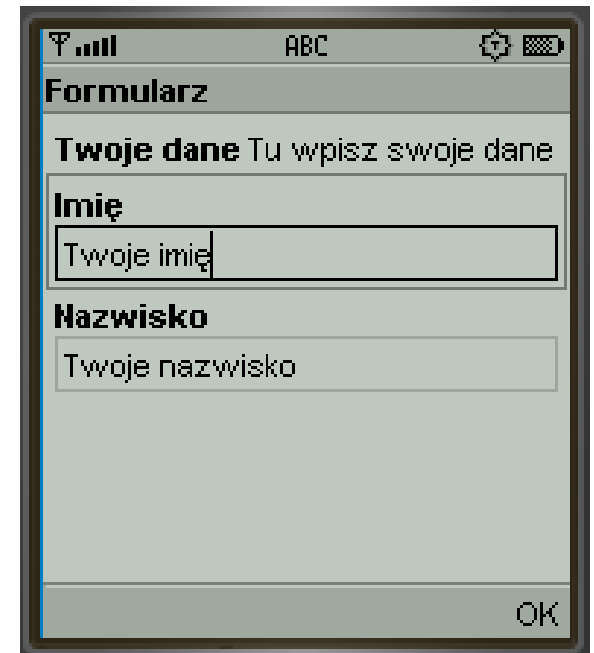 ABC
Formularz
Twoje dane Tu wpisz swoje dane
Imię
Twoje imię
Nazwisko
Twoje nazwisko
OK